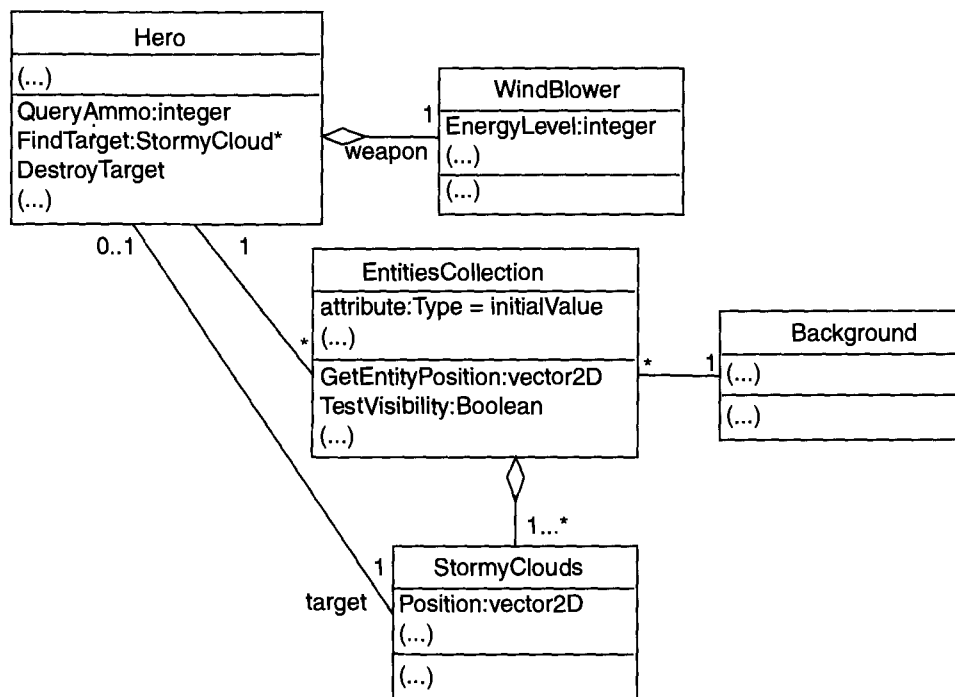 Hero
(...)
QueryAmmo:integer
FindTarget:StormyCloud*
DestroyTarget
(...)
WindBlower
EnergyLevel:integer
(...)
(...)
1
weapon
0..1
1
EntitiesCollection
attribute:Type = initialValue
(...)
GetEntityPosition:vector2D
TestVisibility:Boolean
(...)
*
*
1
Background
(...)
(...)
1...*
1
target
StormyClouds
Position:vector2D
(...)
(...)